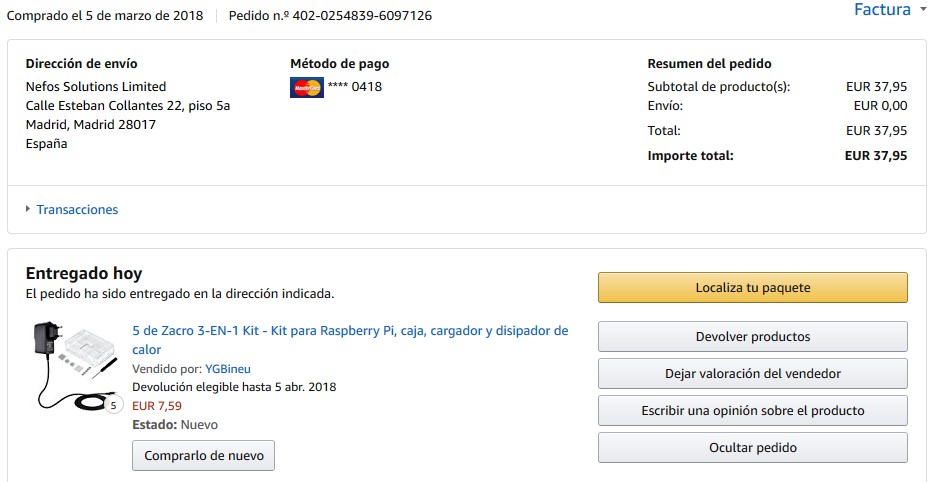 Comprado el 5 de marzo de 2018 Pedido n.º 402-0254839-6097126
Factura
Dirección de envío
Nefos Solutions Limited
Calle Esteban Collantes 22, piso 5a
Madrid, Madrid 28017
España
Método de pago
MasterCard **** 0418
Resumen del pedido
Subtotal de producto(s): EUR 37,95
Envío: EUR 0,00
Total: EUR 37,95
Importe total: EUR 37,95
Transacciones
Entregado hoy
El pedido ha sido entregado en la dirección indicada.
5
5 de Zacro 3-EN-1 Kit - Kit para Raspberry Pi, caja, cargador y disipador de
calor
Vendido por: YGBineu
Devolución elegible hasta 5 abr. 2018
EUR 7,59
Estado: Nuevo
Comprarlo de nuevo
Localiza tu paquete
Devolver productos
Dejar valoración del vendedor
Escribir una opinión sobre el producto
Ocultar pedido